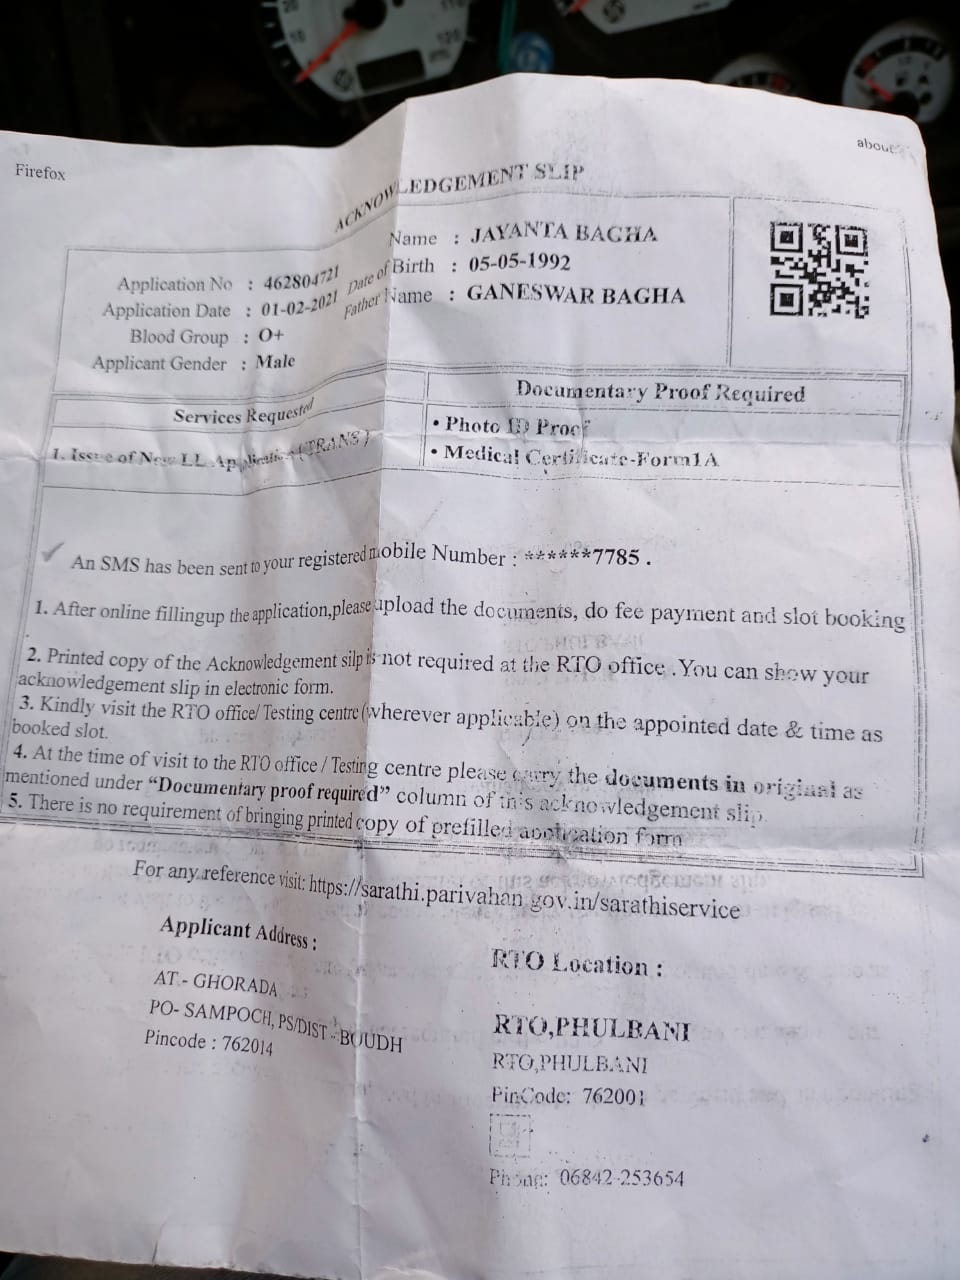 Firefox
about:
ACKNOWLEDGEMENT SLIP
Application No : 462804721
Application Date : 01-02-2021
Blood Group : O+
Applicant Gender : Male
Name : JAYANTA BAGHA
Date of Birth : 05-05-1992
Father Name : GANESWAR BAGHA
Services Requested
Documentary Proof Required
1. Issue of New LL Application (TRANS)
• Photo ID Proof
• Medical Certificate-Form1A
An SMS has been sent to your registered mobile Number : ******7785 .
1. After online fillingup the application,please upload the documents, do fee payment and slot booking
.
2. Printed copy of the Acknowledgement silp is not required at the RTO office .You can show your
acknowledgement slip in electronic form.
3. Kindly visit the RTO office/ Testing centre (wherever applicable) on the appointed date & time as
booked slot.
4. At the time of visit to the RTO office / Testing centre please carry the documents in original as
mentioned under “Documentary proof required” column of this acknowledgement slip.
5. There is no requirement of bringing printed copy of prefilled application form
For any reference visit: https://sarathi.parivahan.gov.in/sarathiservice
Applicant Address :
AT - GHORADA
PO- SAMPOCH, PS/DIST - BOUDH
Pincode : 762014
RTO Location :
RTO,PHULBANI
RTO,PHULBANI
PinCode: 762001
Phone: 06842-253654